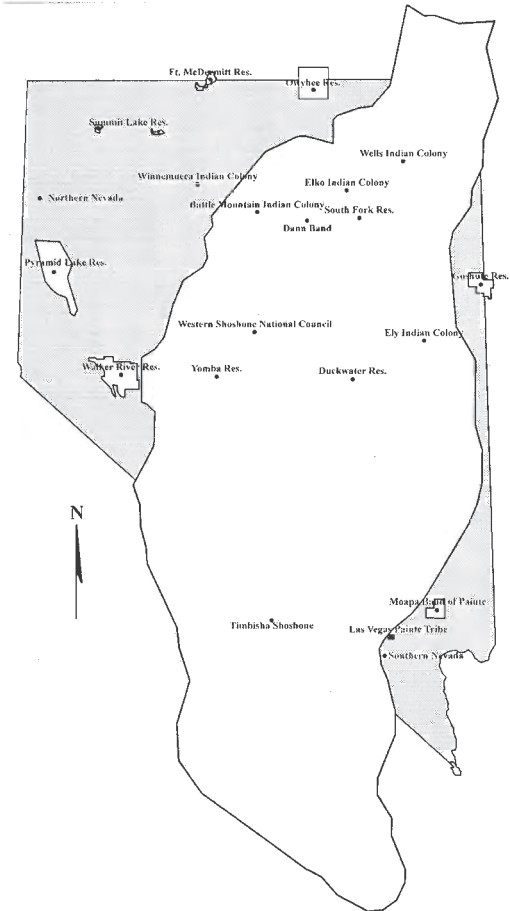 Ft. McDermitt Res.
Owyhee Res.
Summit Lake Res.
Wells Indian Colony
Winnemucca Indian Colony
Elko Indian Colony
Northern Nevada
Battle Mountain Indian Colony
South Fork Res.
Dann Band
Pyramid Lake Res.
Goshute Res.
Western Shoshone National Council
Ely Indian Colony
Walker River Res.
Yomba Res.
Duckwater Res.
N
Moapa Band of Paiute
Timbisha Shoshone
Las Vegas Paiute Tribe
Southern Nevada